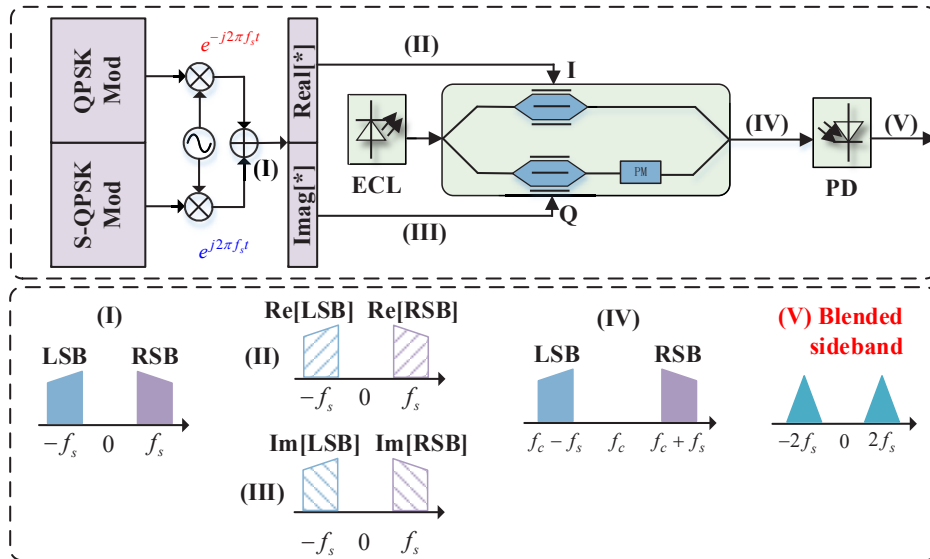 QPSK
Mod
S-QPSK
Mod
e^{-j2πf_s t}
e^{j2πf_s t}
(I)
Real[*]
Imag[*]
(II)
(III)
ECL
I
Q
PM
(IV)
PD
(V)
(I)
LSB RSB
−f_s 0 f_s
(II)
Re[LSB] Re[RSB]
−f_s 0 f_s
(III)
Im[LSB] Im[RSB]
−f_s 0 f_s
(IV)
LSB RSB
f_c − f_s f_c f_c + f_s
(V) Blended
sideband
−2f_s 0 2f_s